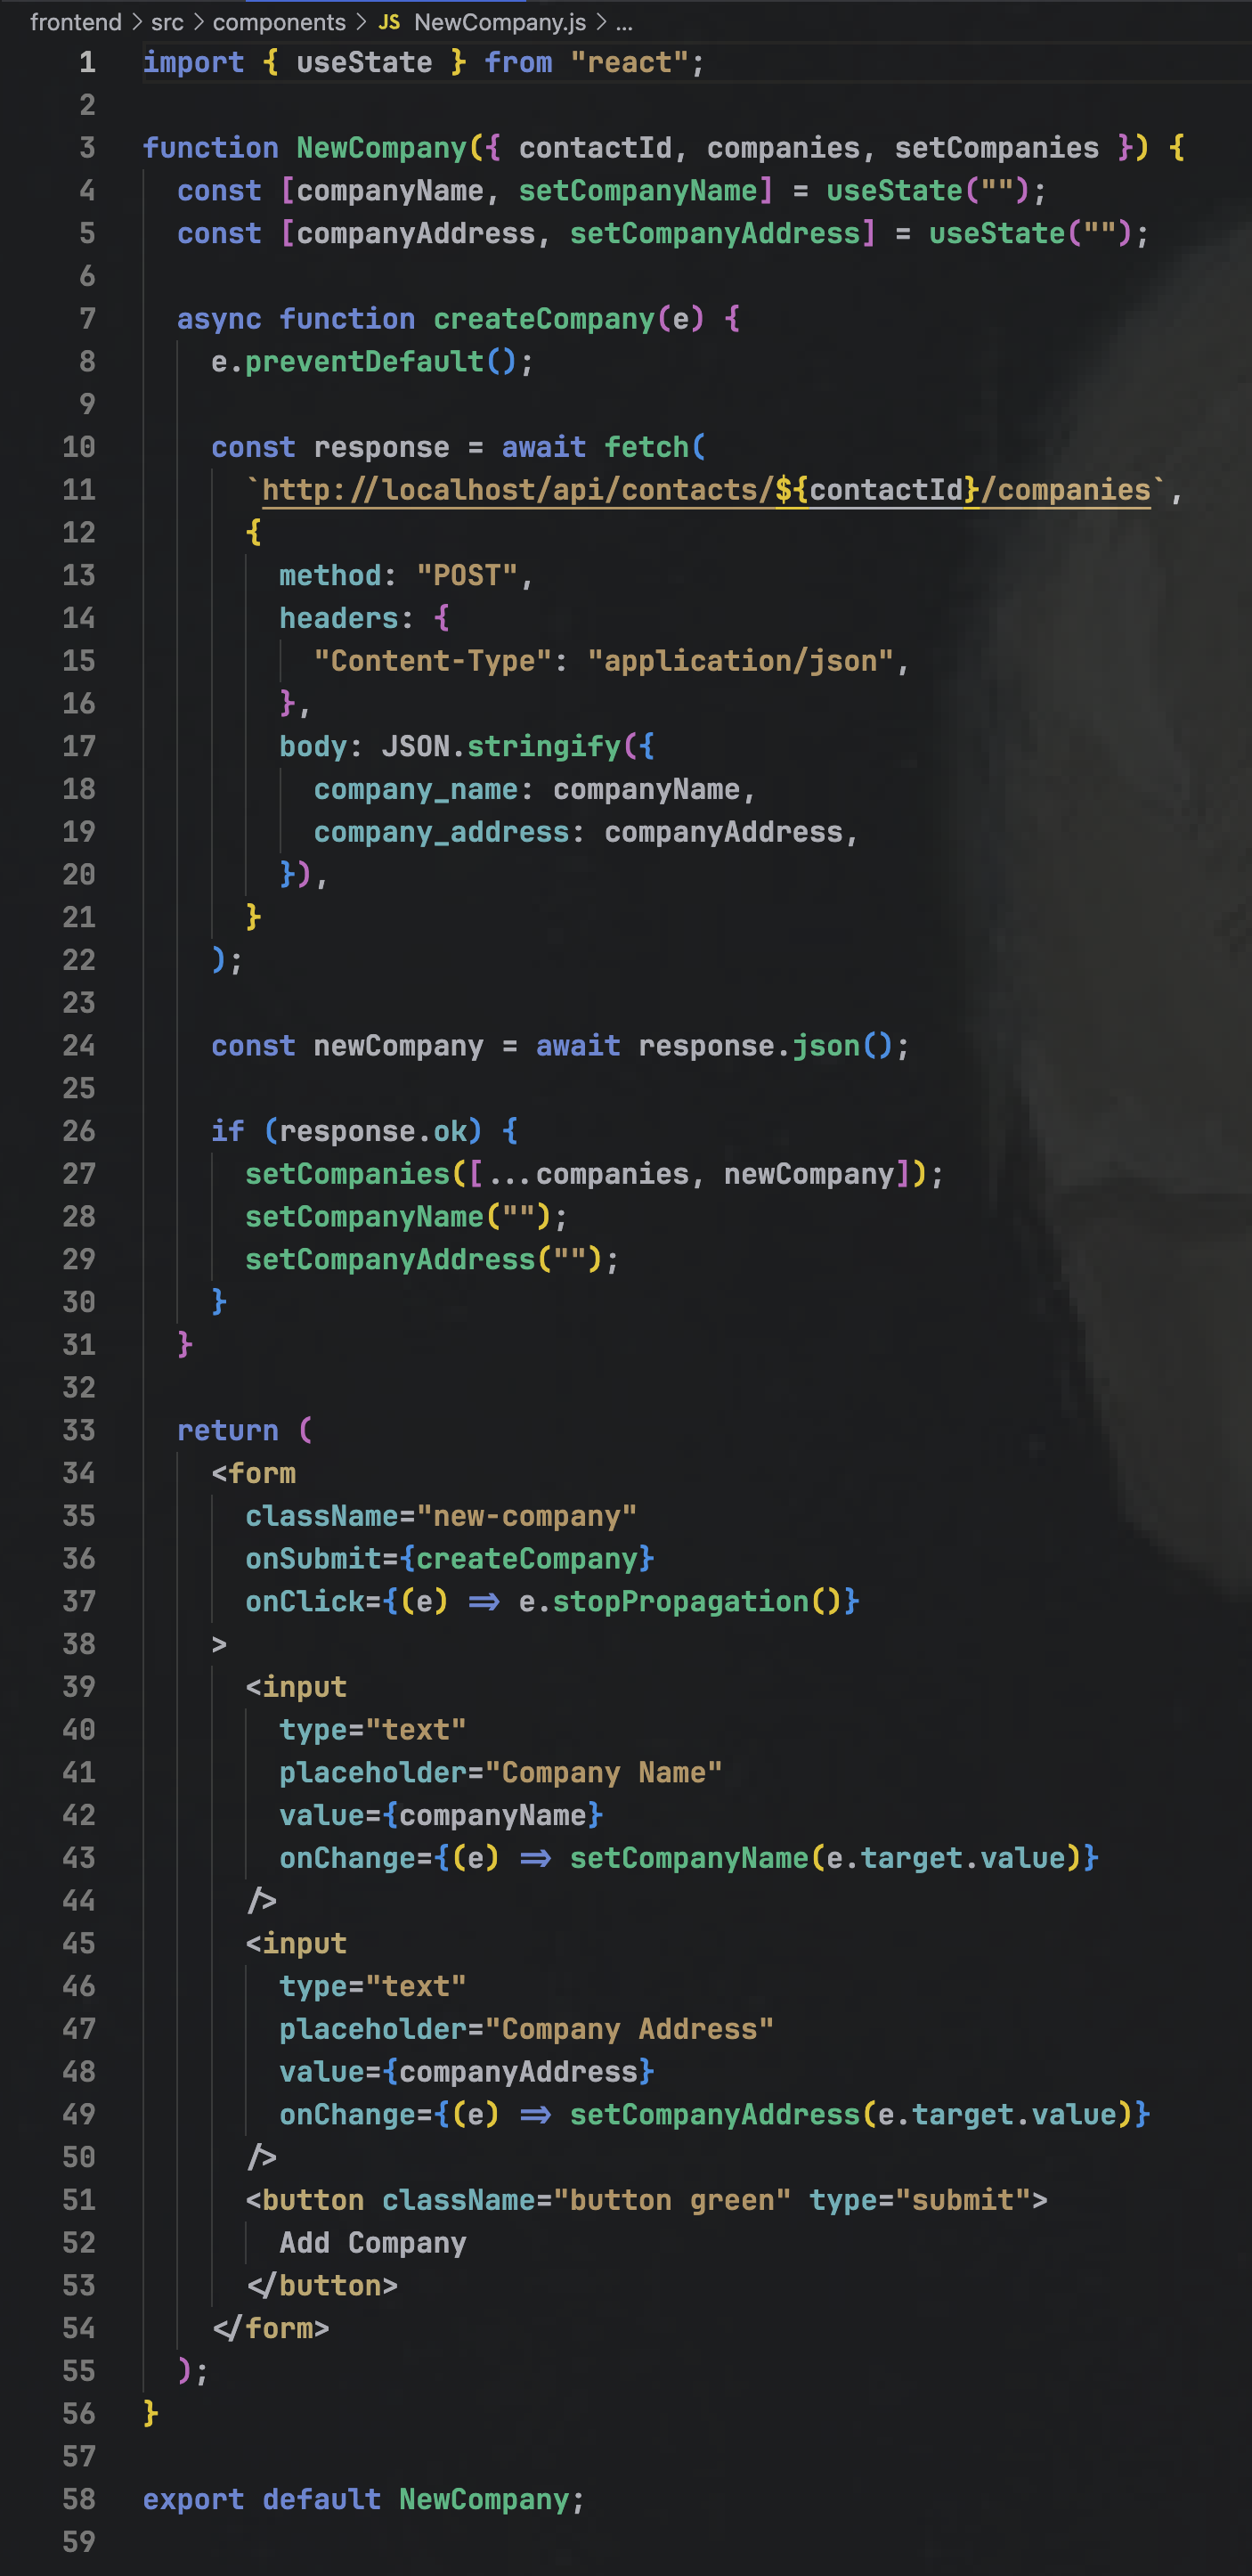 frontend > src > components > JS NewCompany.js > ...
1 import { useState } from "react";
2
3 function NewCompany({ contactId, companies, setCompanies }) {
4   const [companyName, setCompanyName] = useState("");
5   const [companyAddress, setCompanyAddress] = useState("");
6
7   async function createCompany(e) {
8     e.preventDefault();
9
10     const response = await fetch(
11       `http://localhost/api/contacts/${contactId}/companies`,
12       {
13         method: "POST",
14         headers: {
15           "Content-Type": "application/json",
16         },
17         body: JSON.stringify({
18           company_name: companyName,
19           company_address: companyAddress,
20         }),
21       }
22     );
23
24     const newCompany = await response.json();
25
26     if (response.ok) {
27       setCompanies([...companies, newCompany]);
28       setCompanyName("");
29       setCompanyAddress("");
30     }
31   }
32
33   return (
34     <form
35       className="new-company"
36       onSubmit={createCompany}
37       onClick={(e) => e.stopPropagation()}
38     >
39       <input
40         type="text"
41         placeholder="Company Name"
42         value={companyName}
43         onChange={(e) => setCompanyName(e.target.value)}
44       />
45       <input
46         type="text"
47         placeholder="Company Address"
48         value={companyAddress}
49         onChange={(e) => setCompanyAddress(e.target.value)}
50       />
51       <button className="button green" type="submit">
52         Add Company
53       </button>
54     </form>
55   );
56 }
57
58 export default NewCompany;
59